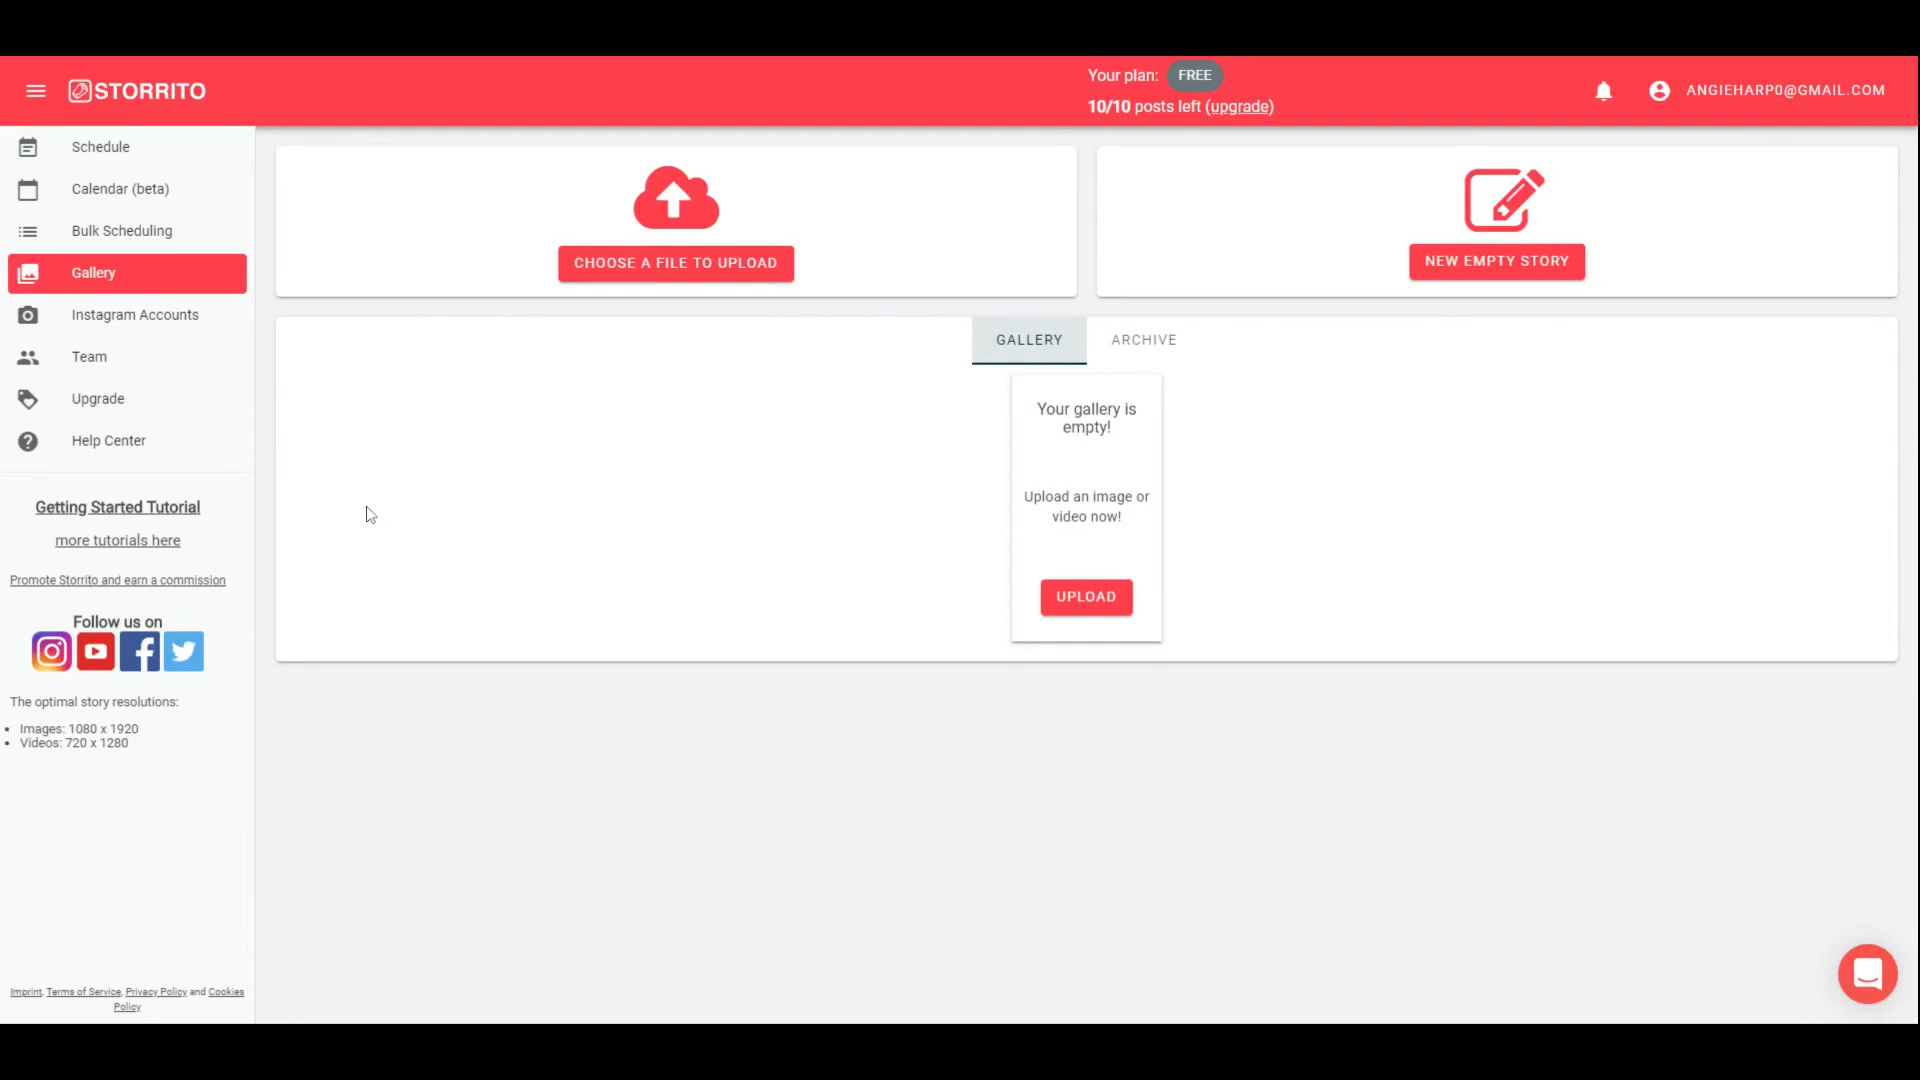 STORRITO
Your plan: FREE
10/10 posts left (upgrade)
ANGIEHARP0@GMAIL.COM
Schedule
Calendar (beta)
Bulk Scheduling
Gallery
Instagram Accounts
Team
Upgrade
Help Center
Getting Started Tutorial
more tutorials here
Promote Storrito and earn a commission
Follow us on
The optimal story resolutions:
Images: 1080 x 1920
Videos: 720 x 1280
Imprint, Terms of Service, Privacy Policy and Cookies
Policy
CHOOSE A FILE TO UPLOAD
NEW EMPTY STORY
GALLERY
ARCHIVE
Your gallery is
empty!
Upload an image or
video now!
UPLOAD